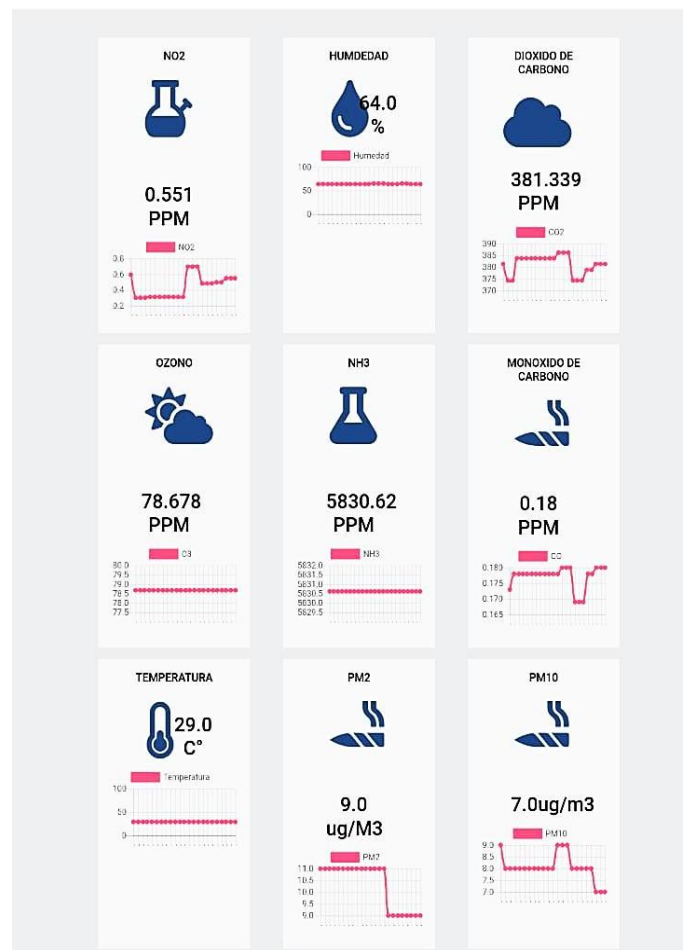 NO2
0.551
PPM
NO2
0.6
0.6
0.4
0.2
HUMDEDAD
64.0
%
Humedad
100
50
0
DIOXIDO DE
CARBONO
381.339
PPM
CO2
390
385
380
375
370
OZONO
78.678
PPM
O3
80.0
79.5
79.0
78.5
78.0
77.5
NH3
5830.62
PPM
NH3
5832.0
5831.5
5831.0
5830.5
5830.0
5829.5
MONOXIDO DE
CARBONO
0.18
PPM
CO
0.180
0.175
0.170
0.165
TEMPERATURA
29.0
C°
Temperatura
100
50
0
PM2
9.0
ug/M3
PM2
11.0
10.5
10.0
9.5
9.0
PM10
7.0ug/m3
PM10
9.0
8.5
8.0
7.5
7.0